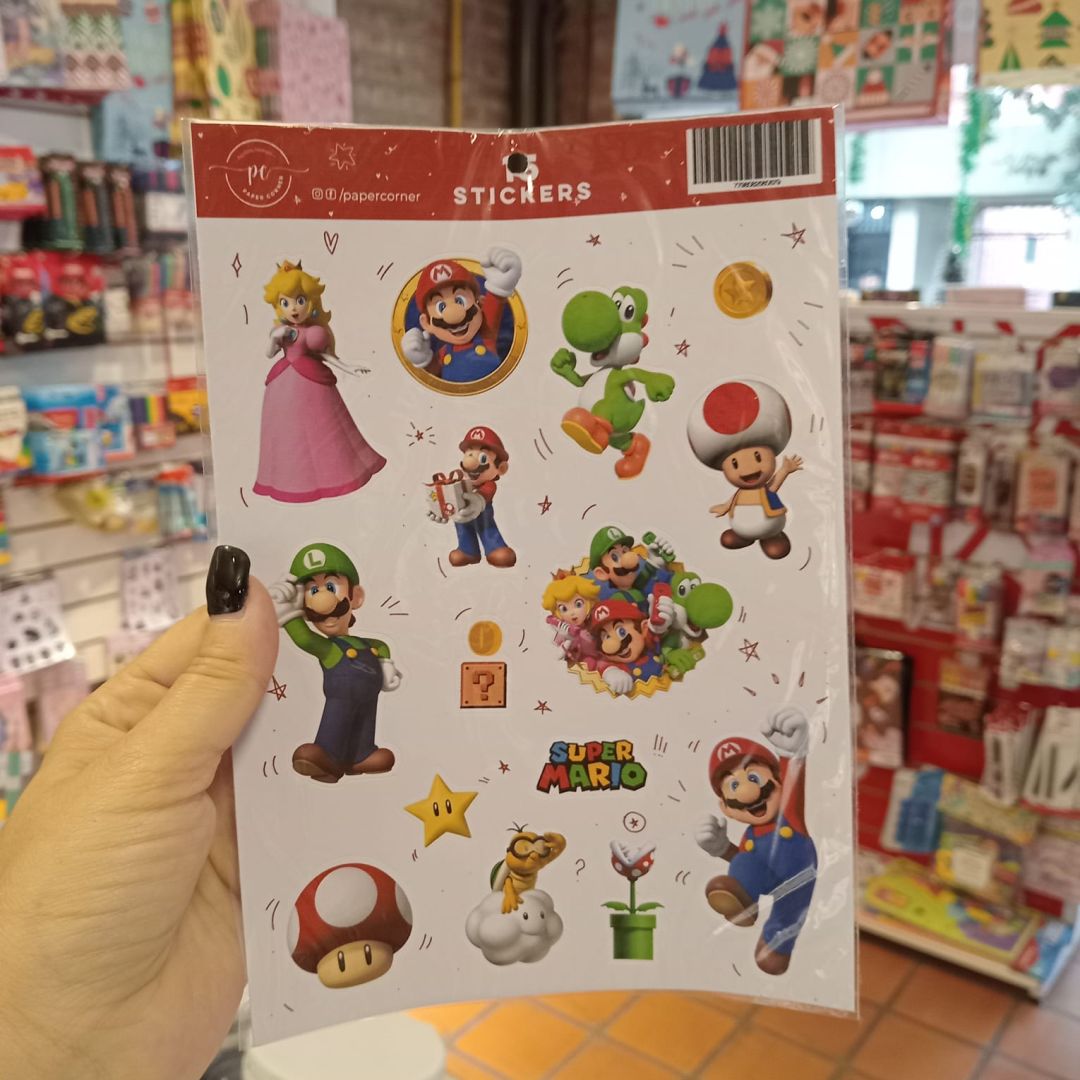 pc
PAPER CORNER
/papercorner
15
STICKERS
M
M
L
M
L
M
?
SUPER
MARIO
M
?